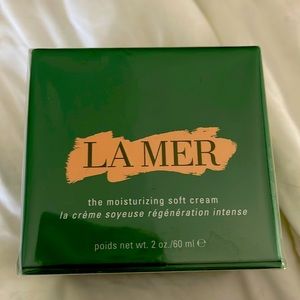 LA MER
the moisturizing soft cream
la crème soyeuse régénération intense
poids net wt. 2 oz./60 ml ℮